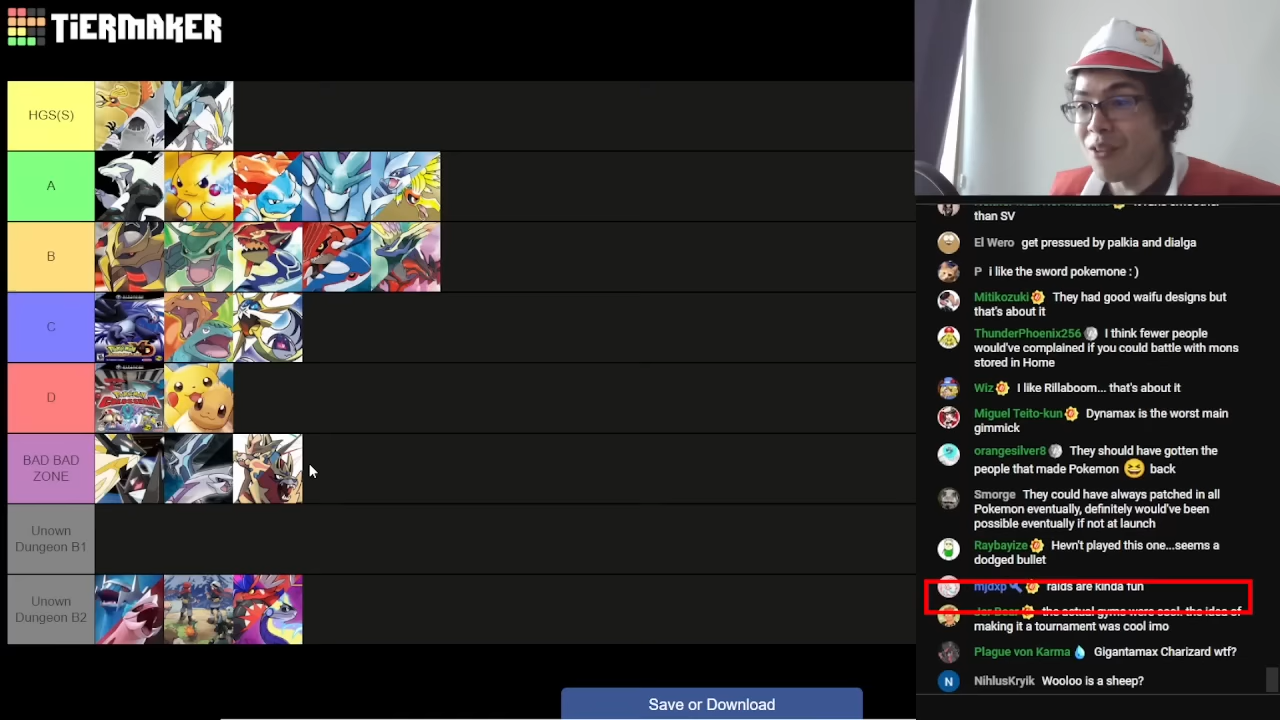 TIERMAKER
HGS(S)
A
B
C
D
BAD BAD
ZONE
Unown
Dungeon B1
Unown
Dungeon B2
Save or Download
than SV
El Wero get pressued by palkia and dialga
P i like the sword pokemone : )
Mitikozuki They had good waifu designs but
that's about it
ThunderPhoenix256 I think fewer people
would've complained if you could battle with mons
stored in Home
Wiz I like Rillaboom... that's about it
Miguel Teito-kun Dynamax is the worst main
gimmick
orangesilver8 They should have gotten the
people that made Pokemon 😆 back
Smorge They could have always patched in all
Pokemon eventually, definitely would've been
possible eventually if not at launch
Raybayize Hevn't played this one...seems a
dodged bullet
mjdxp raids are kinda fun
the actual gyms were cool. the idea of
making it a tournament was cool imo
Plague von Karma 💧 Gigantamax Charizard wtf?
N
NihlusKryik Wooloo is a sheep?